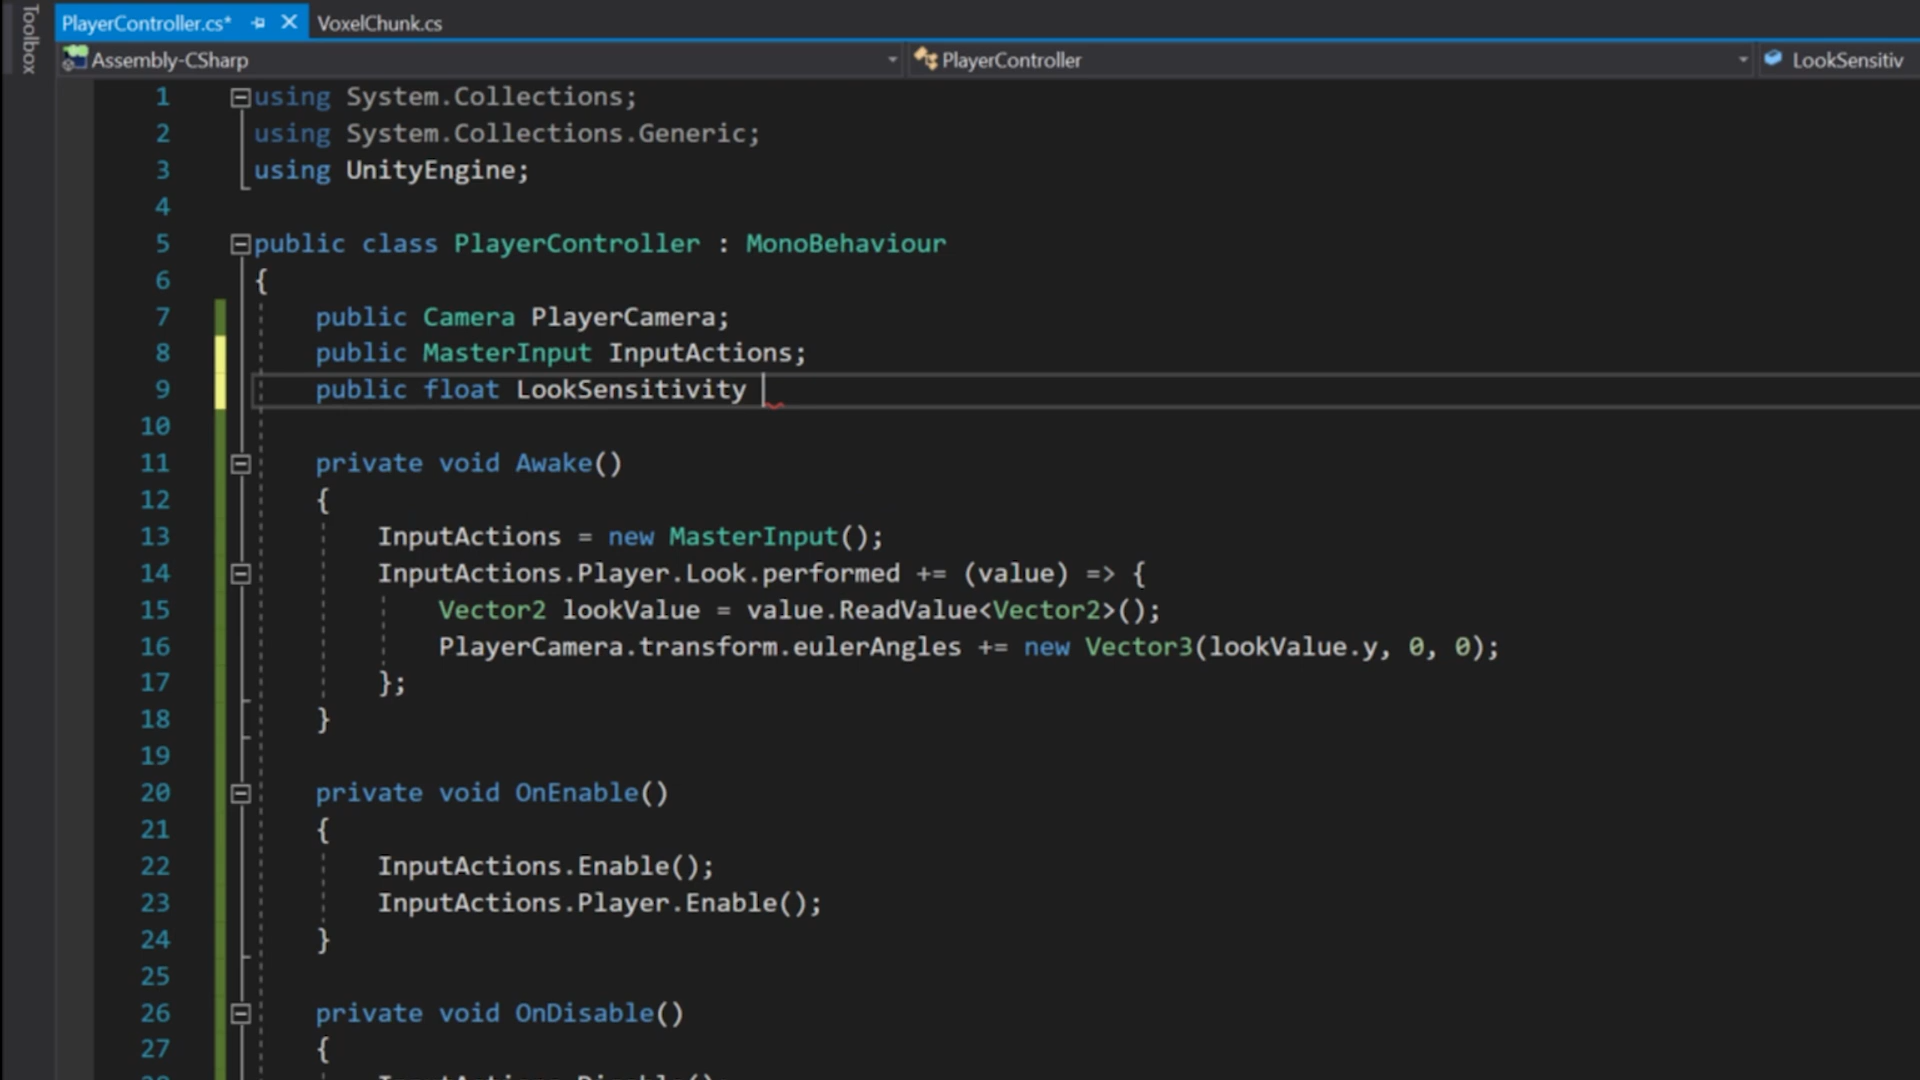 Toolbox
PlayerController.cs* VoxelChunk.cs
Assembly-CSharp PlayerController LookSensitiv
1 using System.Collections;
2 using System.Collections.Generic;
3 using UnityEngine;
4
5 public class PlayerController : MonoBehaviour
6 {
7 public Camera PlayerCamera;
8 public MasterInput InputActions;
9 public float LookSensitivity
10
11 private void Awake()
12 {
13 InputActions = new MasterInput();
14 InputActions.Player.Look.performed += (value) => {
15 Vector2 lookValue = value.ReadValue<Vector2>();
16 PlayerCamera.transform.eulerAngles += new Vector3(lookValue.y, 0, 0);
17 };
18 }
19
20 private void OnEnable()
21 {
22 InputActions.Enable();
23 InputActions.Player.Enable();
24 }
25
26 private void OnDisable()
27 {